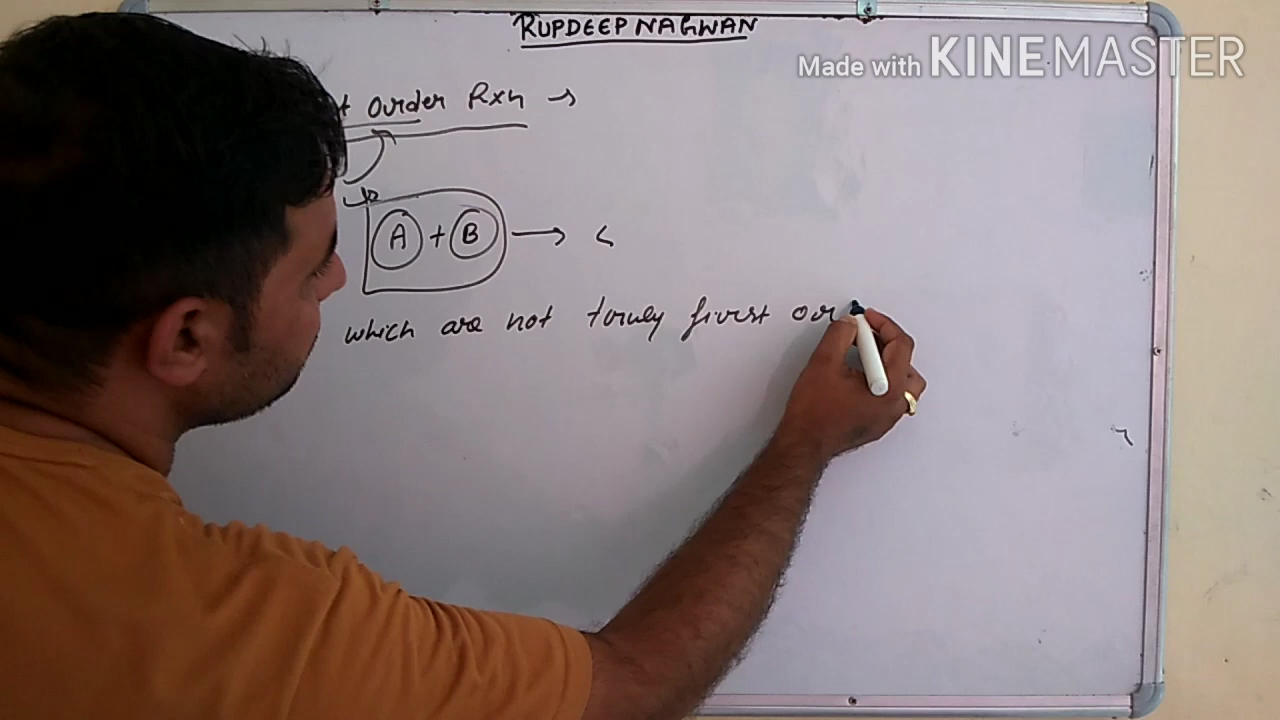 RUPDEEP NAGWAN
Made with KINEMASTER
t Order Rxn →
A + B → C
which are not truly first or